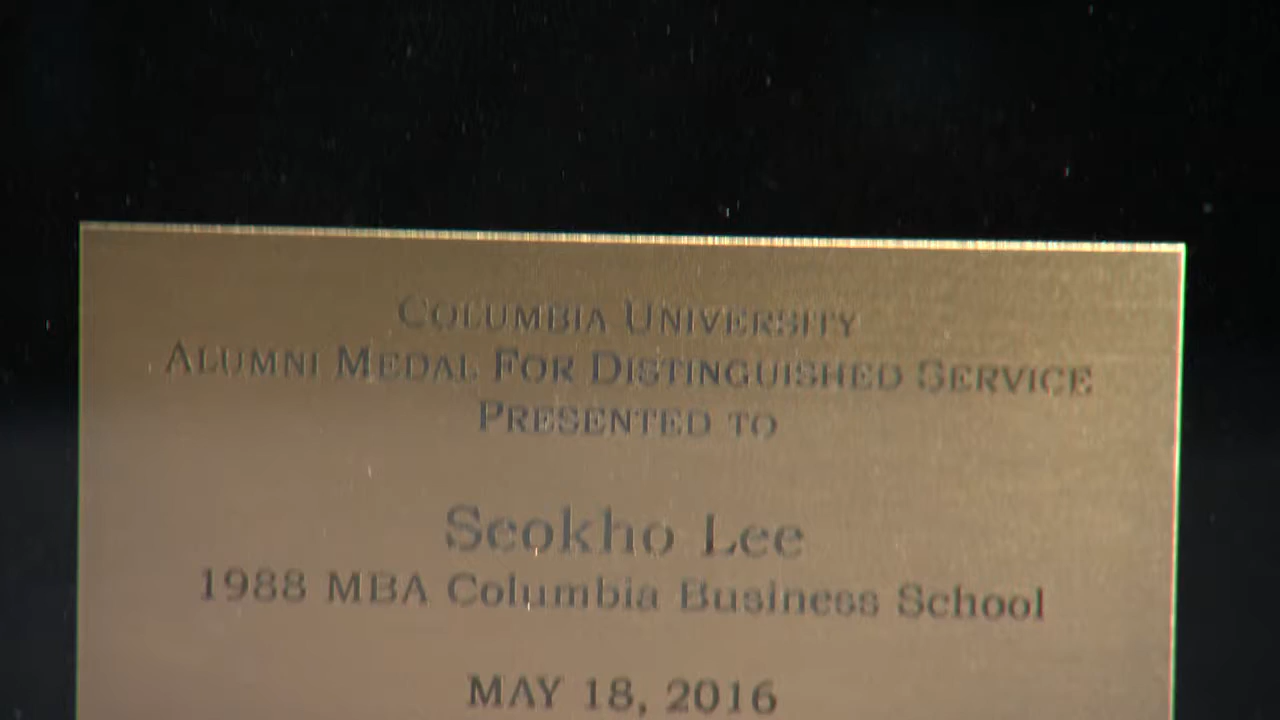 COLUMBIA UNIVERSITY
ALUMNI MEDAL FOR DISTINGUISHED SERVICE
PRESENTED TO
Seokho Lee
1988 MBA Columbia Business School
MAY 18, 2016